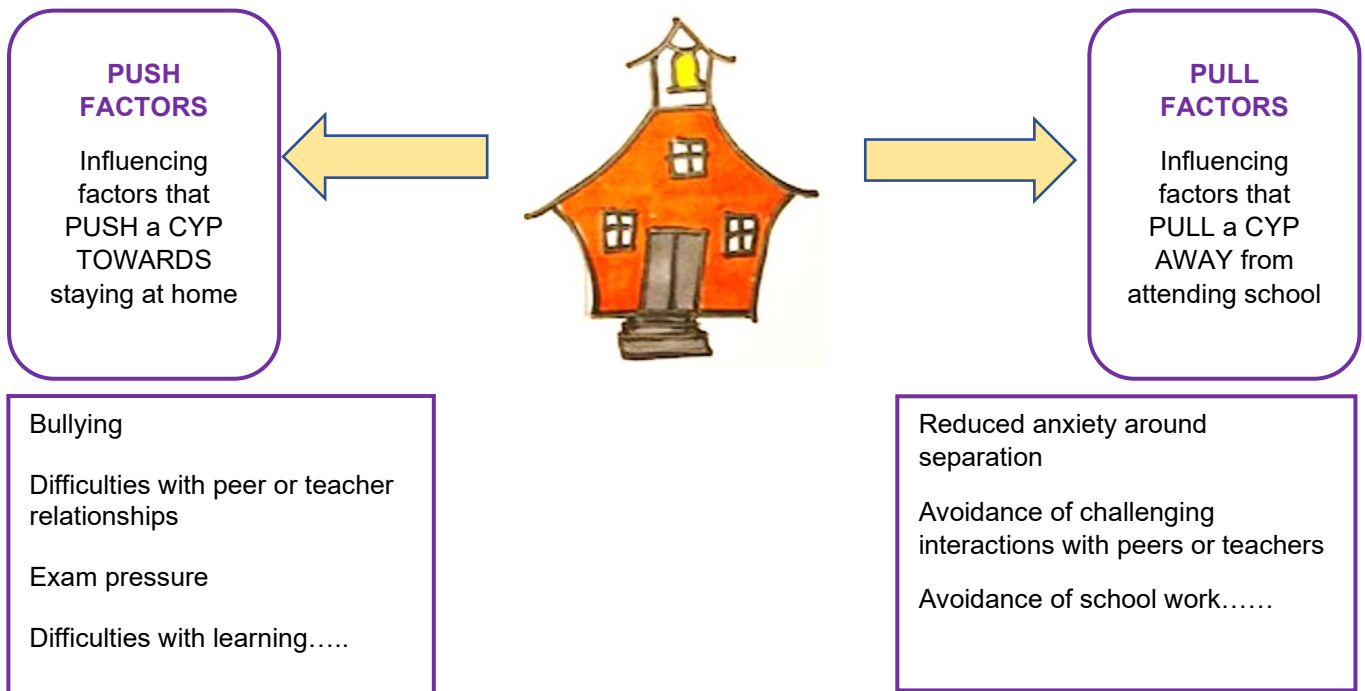 PUSH
FACTORS
Influencing
factors that
PUSH a CYP
TOWARDS
staying at home
PULL
FACTORS
Influencing
factors that
PULL a CYP
AWAY from
attending school
Bullying
Difficulties with peer or teacher
relationships
Exam pressure
Difficulties with learning…..
Reduced anxiety around
separation
Avoidance of challenging
interactions with peers or teachers
Avoidance of school work……